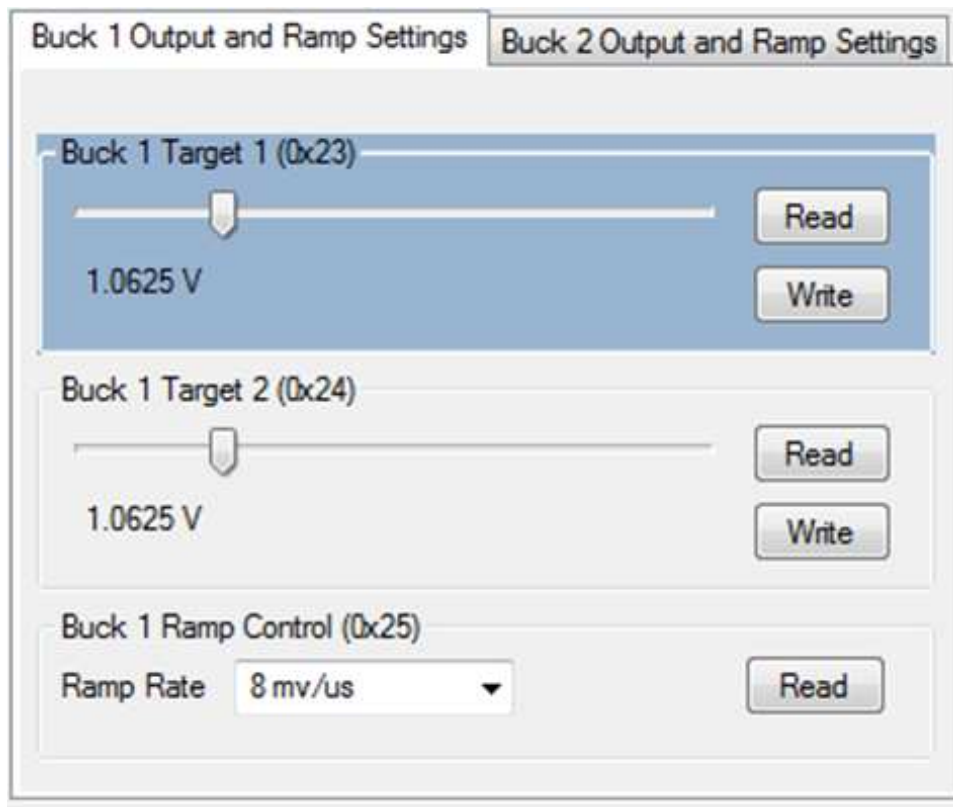 Buck 1 Output and Ramp Settings
Buck 2 Output and Ramp Settings
Buck 1 Target 1 (0x23)
Read
1.0625 V
Write
Buck 1 Target 2 (0x24)
Read
1.0625 V
Write
Buck 1 Ramp Control (0x25)
Ramp Rate 8 mv/us Read